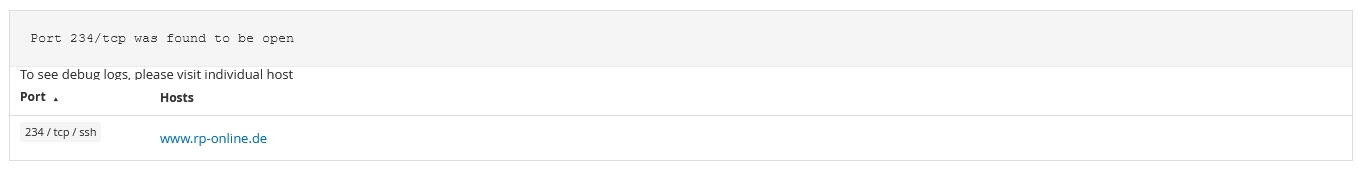 Port 234/tcp was found to be open
To see debug logs, please visit individual host
Port ▲ Hosts
234 / tcp / ssh www.rp-online.de